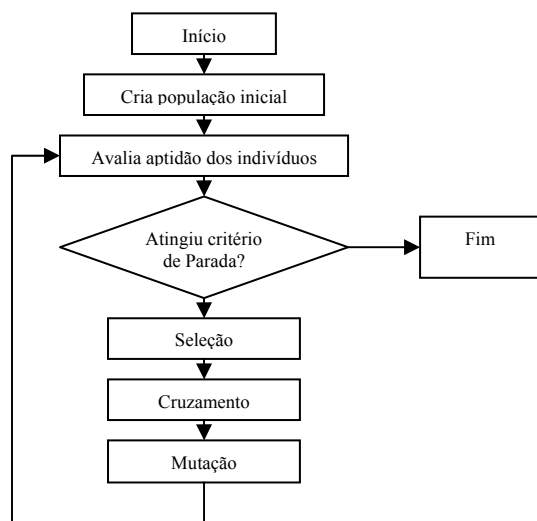 Início
Cria população inicial
Avalia aptidão dos indivíduos
Atingiu critério
de Parada?
Fim
Seleção
Cruzamento
Mutação